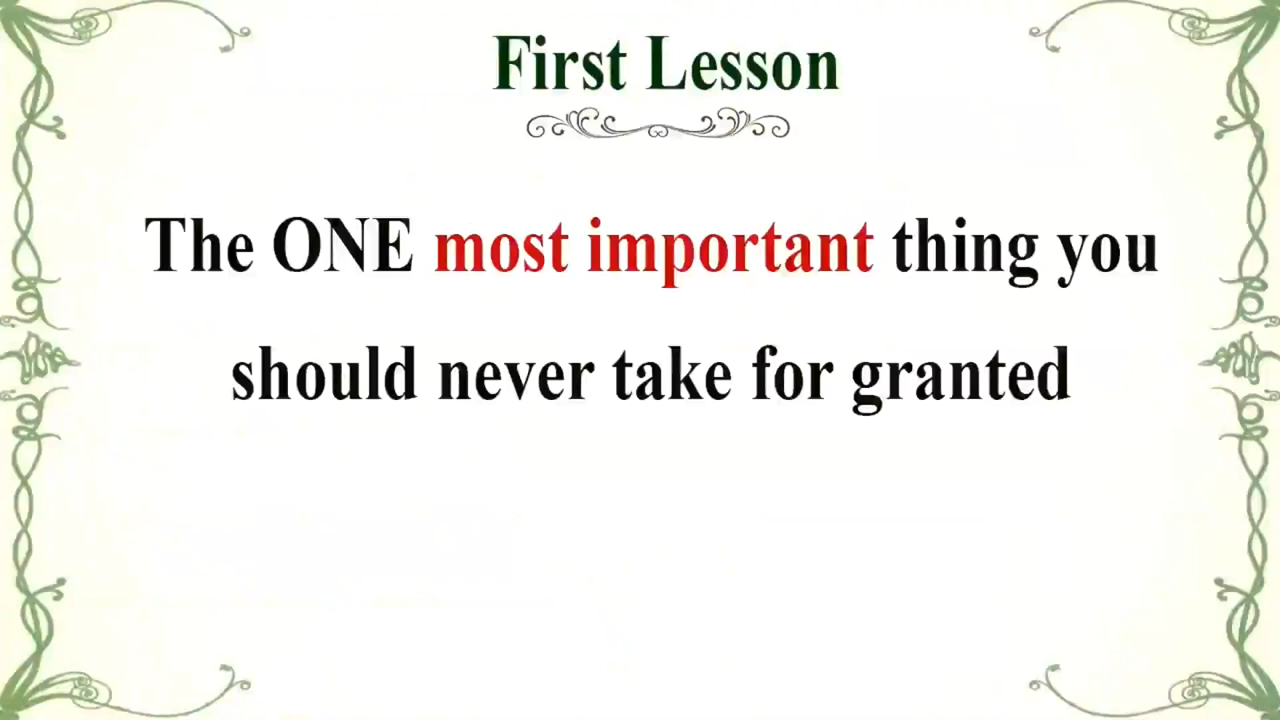 First Lesson
The ONE most important thing you
should never take for granted